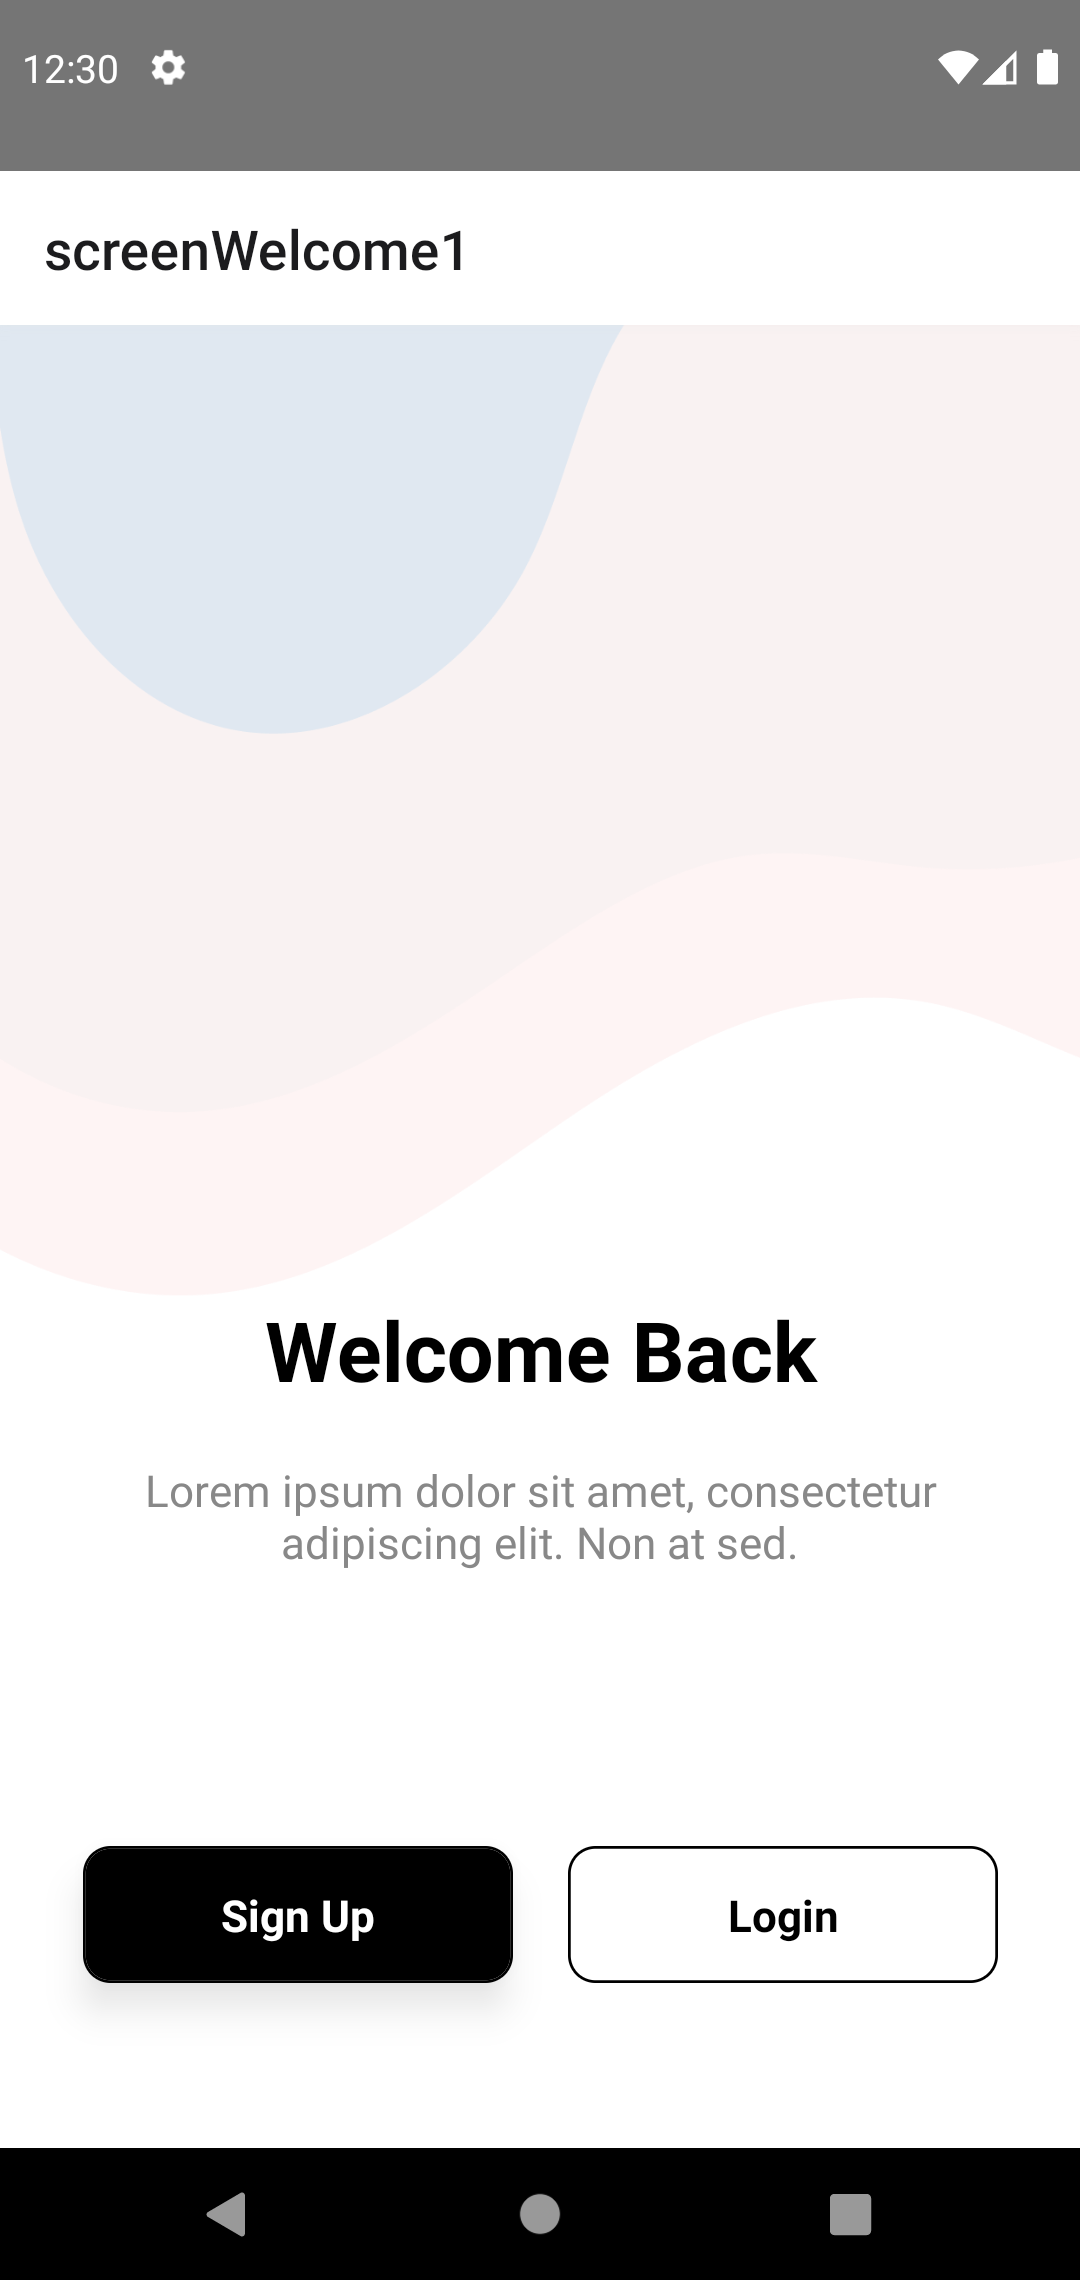 12:30
screenWelcome1
Welcome Back
Lorem ipsum dolor sit amet, consectetur
adipiscing elit. Non at sed.
Sign Up
Login